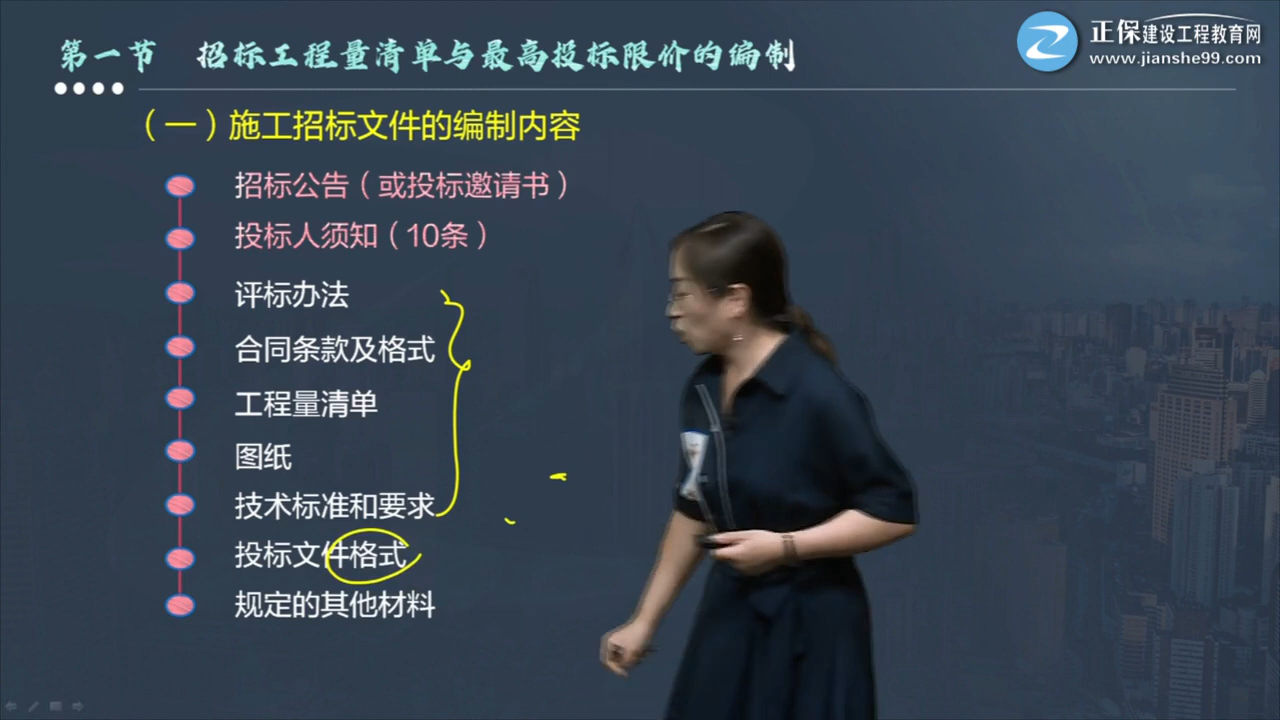 正保建设工程教育网
www.jianshe99.com
第一节 招标工程量清单与最高投标限价的编制
（一）施工招标文件的编制内容
招标公告（或投标邀请书）
投标人须知（10条）
评标办法
合同条款及格式
工程量清单
图纸
技术标准和要求
投标文件格式
规定的其他材料